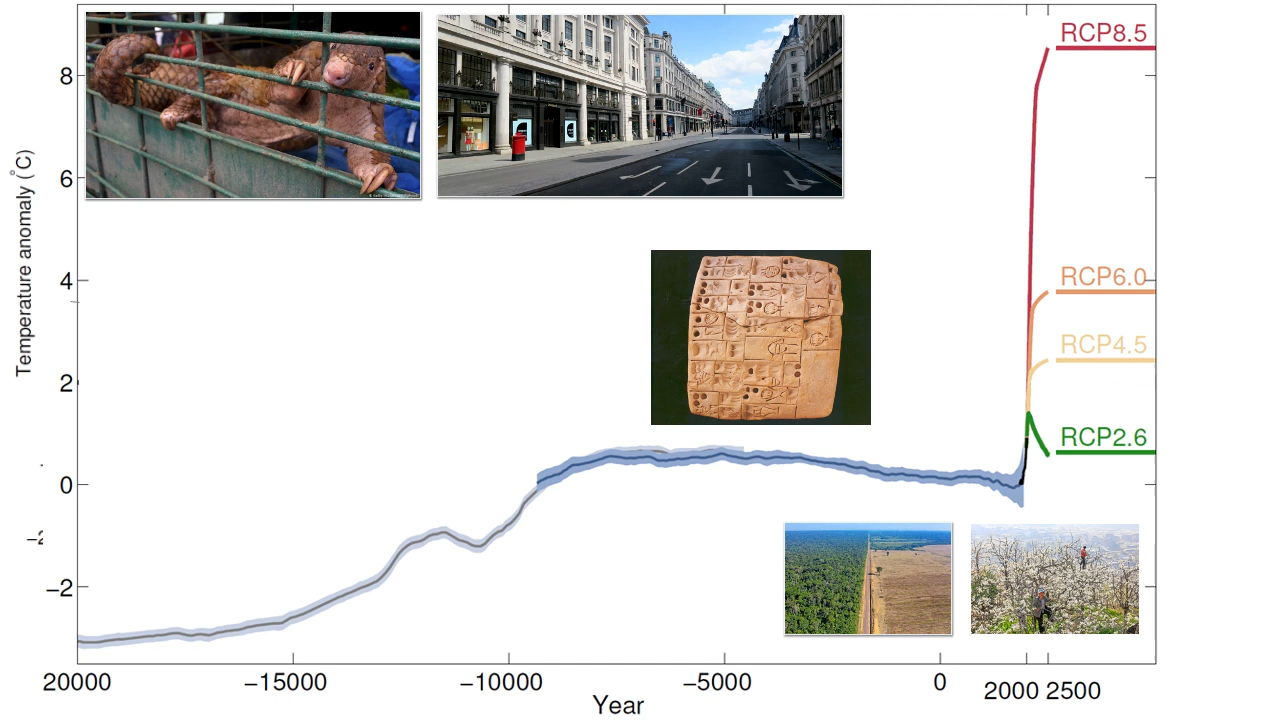 RCP8.5
8
6
RCP6.0
4
RCP4.5
2
RCP2.6
0
−2
−2
Temperature anomaly (°C)
20000
−15000
−10000
−5000
0
2000
2500
Year